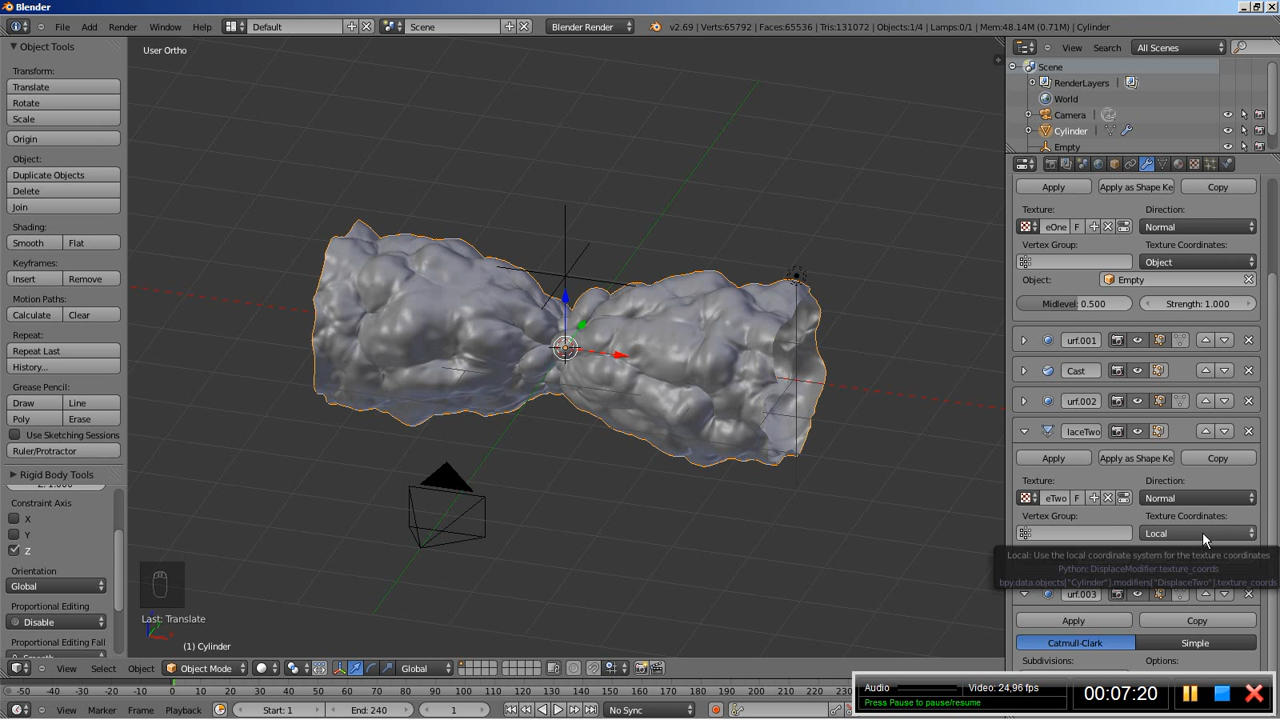 Blender
File Add Render Window Help
Default
Scene
Blender Render
v2.69 | Verts:65792 | Faces:65536 | Tris:131072 | Objects:1/4 | Lamps:0/1 | Mem:48.14M (0.71M) | Cylinder
Object Tools
Transform:
Translate
Rotate
Scale
Origin
Object:
Duplicate Objects
Delete
Join
Shading:
Smooth Flat
Keyframes:
Insert Remove
Motion Paths:
Calculate Clear
Repeat:
Repeat Last
History...
Grease Pencil:
Draw Line
Poly Erase
Use Sketching Sessions
Ruler/Protractor
Rigid Body Tools
Constraint Axis
X
Y
Z
Orientation
Global
Proportional Editing
Disable
Proportional Editing Fall
User Ortho
Last: Translate
(1) Cylinder
View Select Object Object Mode Global
View Search All Scenes
Scene
RenderLayers
World
Camera
Cylinder
Empty
Apply Apply as Shape Ke Copy
Texture: Direction:
eOne F Normal
Vertex Group: Texture Coordinates:
Object
Object: Empty
Midlevel: 0.500 Strength: 1.000
urf.001
Cast
urf.002
laceTwo
Apply Apply as Shape Ke Copy
Texture: Direction:
eTwo F Normal
Vertex Group: Texture Coordinates:
Local
Local: Use the local coordinate system for the texture coordinates
Python: DisplaceModifier.texture_coords
bpy.data.objects["Cylinder"].modifiers["DisplaceTwo"].texture_coords
urf.003
Apply Copy
Catmull-Clark Simple
Subdivisions: Options:
-50 -40 -30 -20 -10 0 10 20 30 40 50 60 70 80 90 100 110 120 130 140 150 160 170 180 190 200 210 220 230
View Marker Frame Playback Start: 1 End: 240 1 No Sync
Audio Video: 24,96 fps
Press Pause to pause/resume
00:07:20